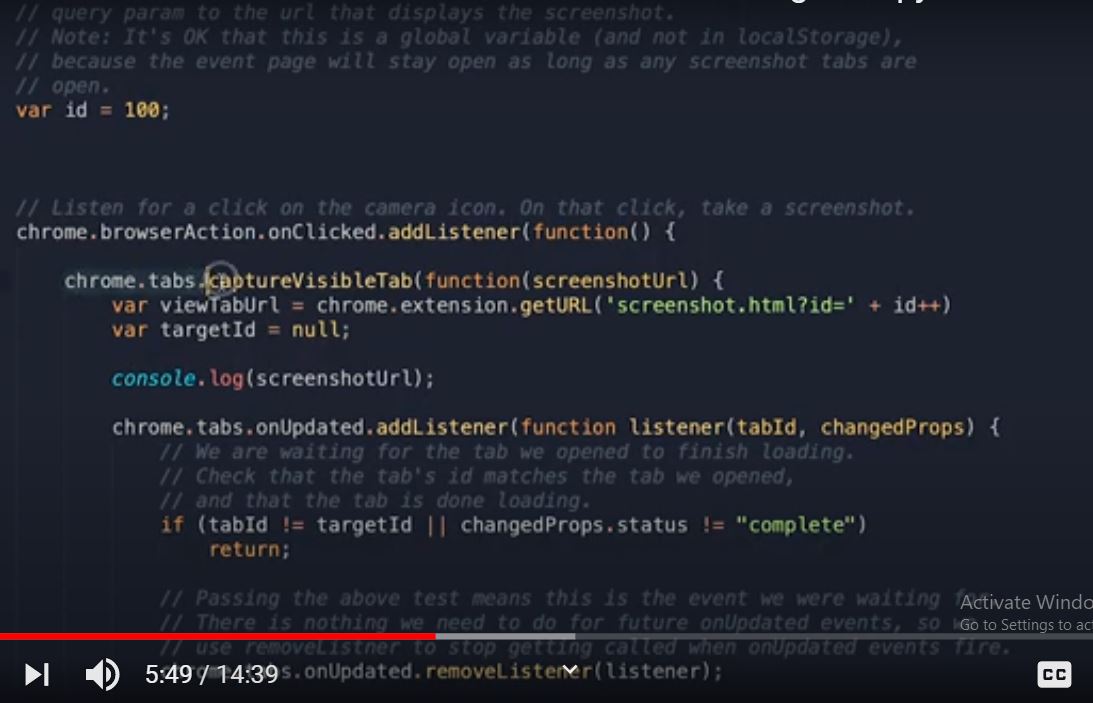 // query param to the url that displays the screenshot.
// Note: It's OK that this is a global variable (and not in localStorage),
// because the event page will stay open as long as any screenshot tabs are
// open.
var id = 100;
// Listen for a click on the camera icon. On that click, take a screenshot.
chrome.browserAction.onClicked.addListener(function() {
chrome.tabs.captureVisibleTab(function(screenshotUrl) {
var viewTabUrl = chrome.extension.getURL('screenshot.html?id=' + id++)
var targetId = null;
console.log(screenshotUrl);
chrome.tabs.onUpdated.addListener(function listener(tabId, changedProps) {
// We are waiting for the tab we opened to finish loading.
// Check that the tab's id matches the tab we opened,
// and that the tab is done loading.
if (tabId != targetId || changedProps.status != "complete")
return;
// Passing the above test means this is the event we were waiting
Activate Windo
// There is nothing we need to do for future onUpdated events, so
Go to Settings to act
// use removeListner to stop getting called when onUpdated events fire.
5:49 / 14:39
s.onUpdated.removeListener(listener);
CC